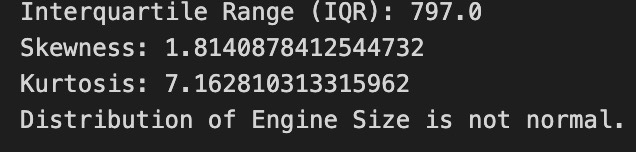 Interquartile Range (IQR): 797.0
Skewness: 1.8140878412544732
Kurtosis: 7.162810313315962
Distribution of Engine Size is not normal.